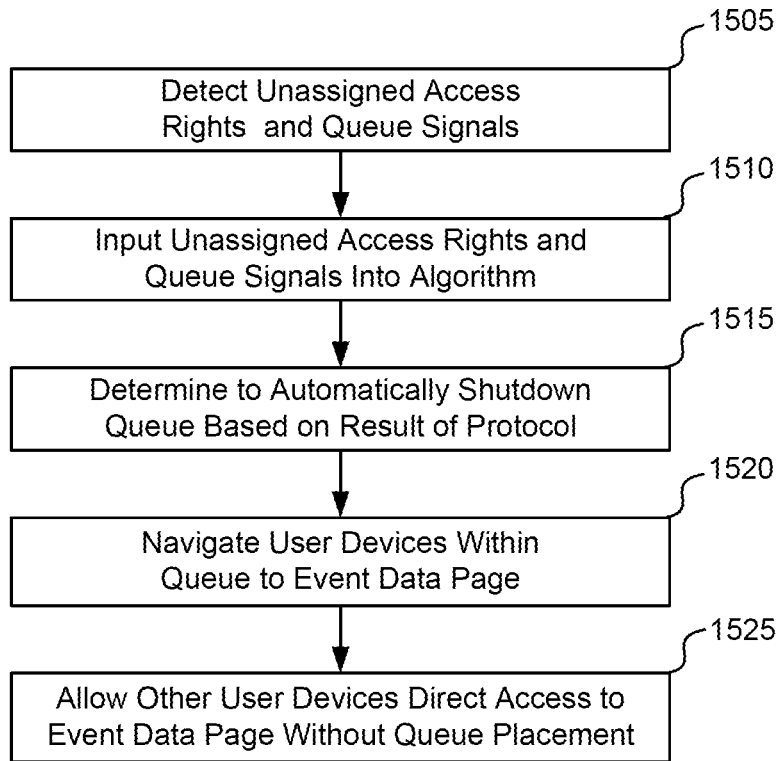 1505
Detect Unassigned Access
Rights and Queue Signals
1510
Input Unassigned Access Rights and
Queue Signals Into Algorithm
1515
Determine to Automatically Shutdown
Queue Based on Result of Protocol
1520
Navigate User Devices Within
Queue to Event Data Page
1525
Allow Other User Devices Direct Access to
Event Data Page Without Queue Placement